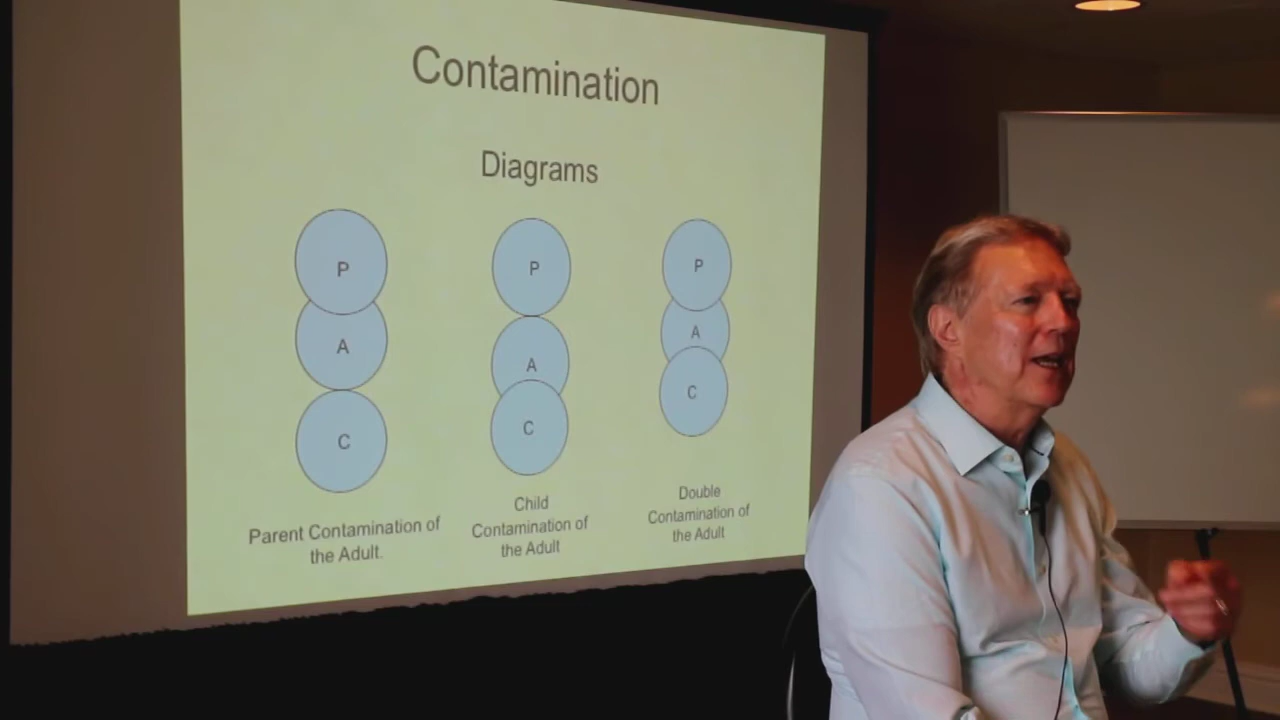 Contamination
Diagrams
P
A
C
Parent Contamination of
the Adult.
P
A
C
Child
Contamination of
the Adult
P
A
C
Double
Contamination of
the Adult